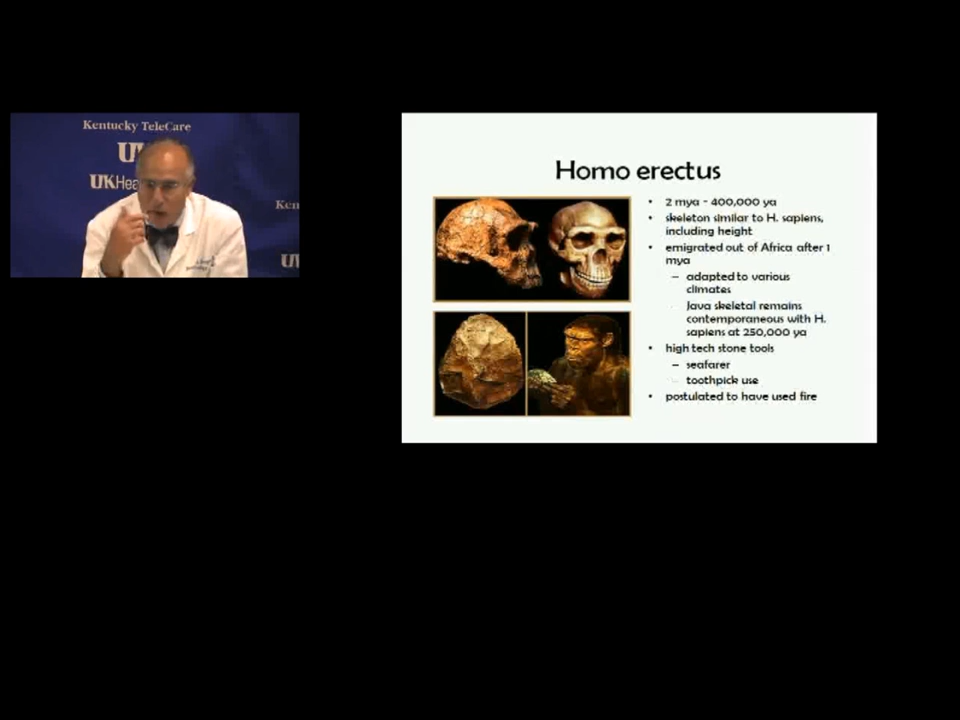 Kentucky TeleCare
UK
UKHea
Ken
UK
Homo erectus
• 2 mya - 400,000 ya
• skeleton similar to H. sapiens,
including height
• emigrated out of Africa after 1
mya
– adapted to various
climates
– Java skeletal remains
contemporaneous with H.
sapiens at 250,000 ya
• high tech stone tools
– seafarer
– toothpick use
• postulated to have used fire